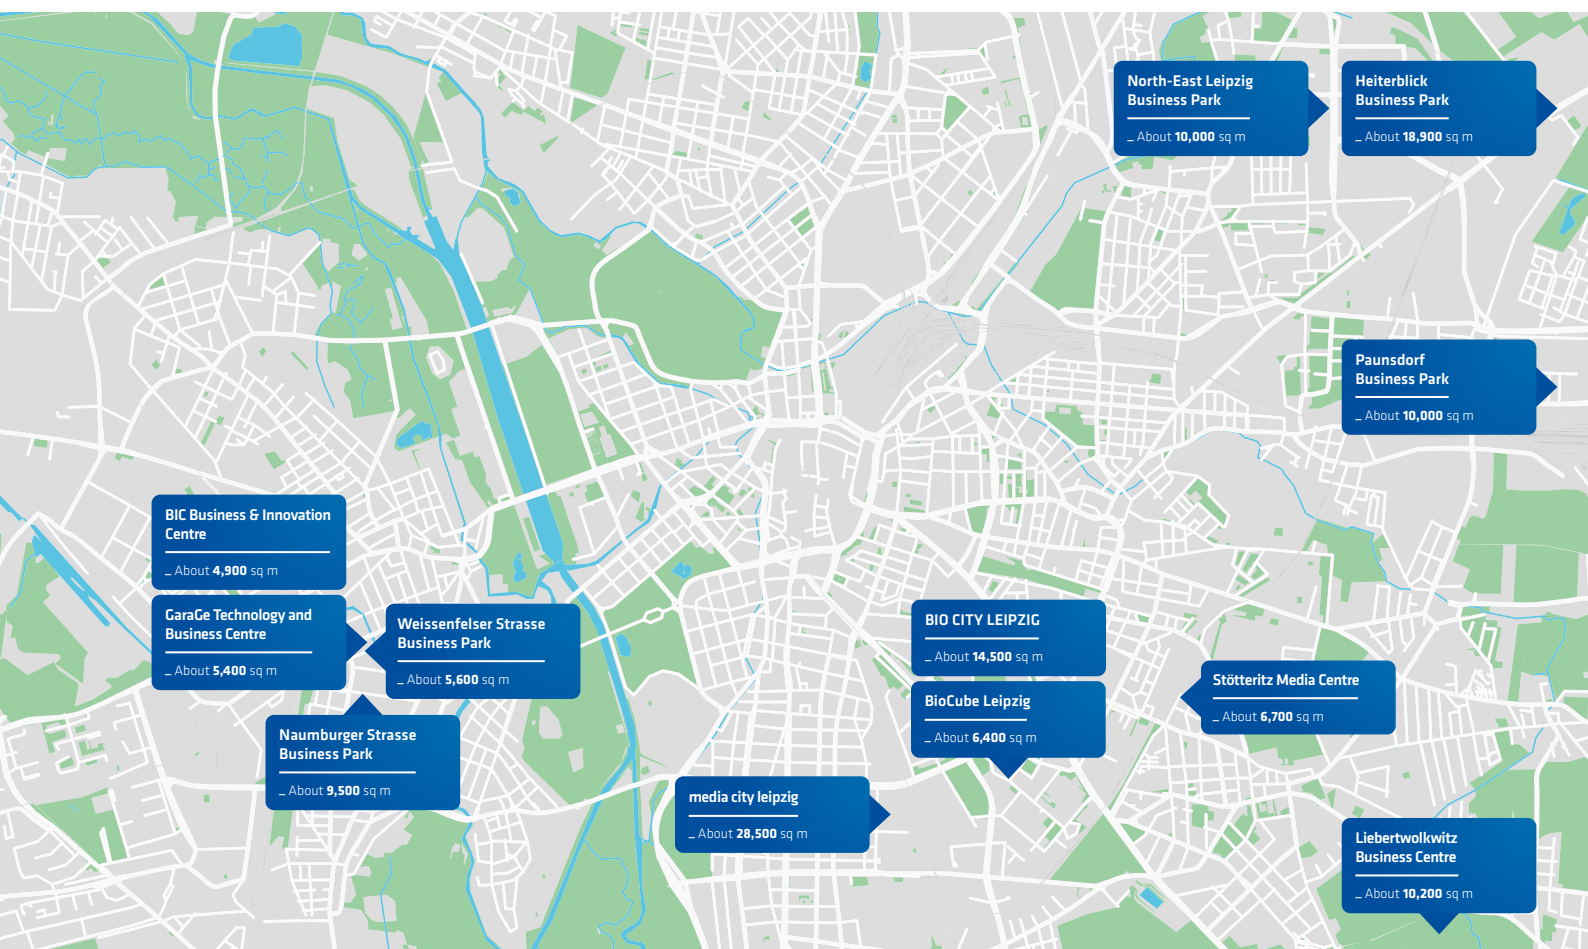 North-East Leipzig
Business Park
_ About 10,000 sq m
Heiterblick
Business Park
_ About 18,900 sq m
Paunsdorf
Business Park
_ About 10,000 sq m
BIC Business & Innovation
Centre
_ About 4,900 sq m
GaraGe Technology and
Business Centre
_ About 5,400 sq m
Weissenfelser Strasse
Business Park
_ About 5,600 sq m
Naumburger Strasse
Business Park
_ About 9,500 sq m
BIO CITY LEIPZIG
_ About 14,500 sq m
BioCube Leipzig
_ About 6,400 sq m
Stötteritz Media Centre
_ About 6,700 sq m
media city leipzig
_ About 28,500 sq m
Liebertwolkwitz
Business Centre
_ About 10,200 sq m